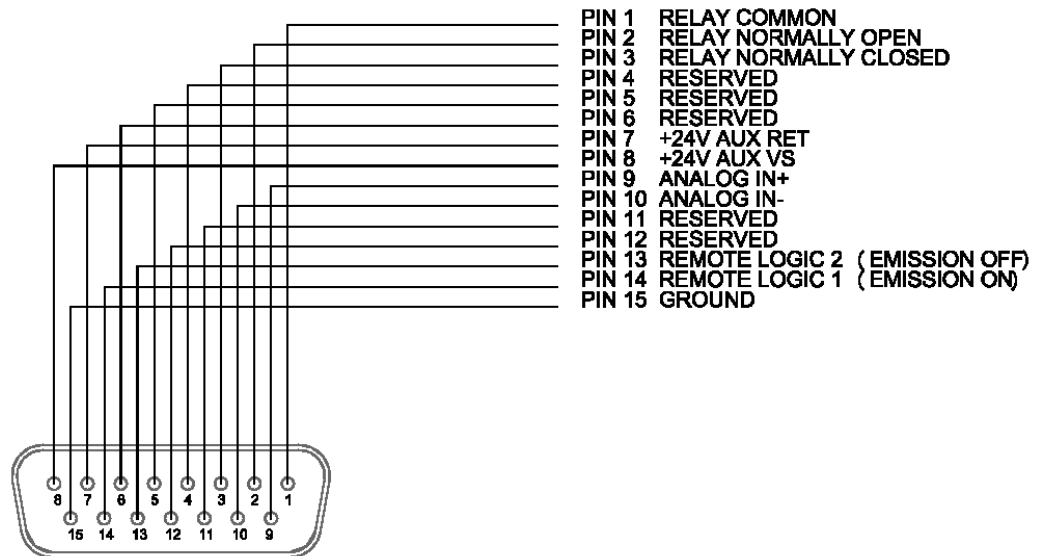 PIN 1 RELAY COMMON
PIN 2 RELAY NORMALLY OPEN
PIN 3 RELAY NORMALLY CLOSED
PIN 4 RESERVED
PIN 5 RESERVED
PIN 6 RESERVED
PIN 7 +24V AUX RET
PIN 8 +24V AUX VS
PIN 9 ANALOG IN+
PIN 10 ANALOG IN-
PIN 11 RESERVED
PIN 12 RESERVED
PIN 13 REMOTE LOGIC 2 ( EMISSION OFF)
PIN 14 REMOTE LOGIC 1 ( EMISSION ON)
PIN 15 GROUND
8 7 6 5 4 3 2 1
15 14 13 12 11 10 9